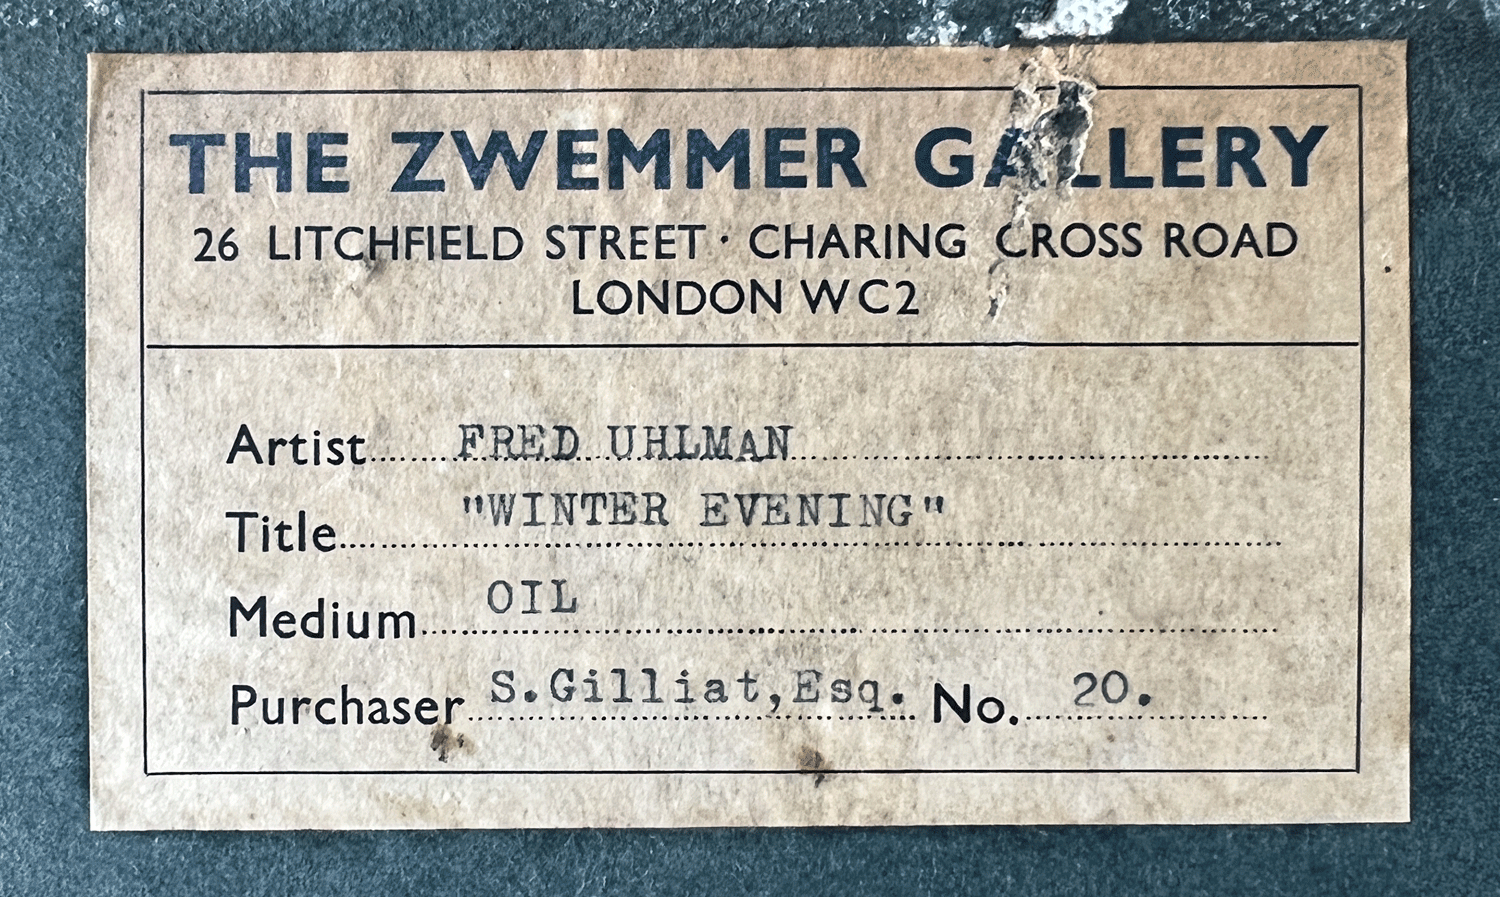 THE ZWEMMER GALLERY
26 LITCHFIELD STREET · CHARING CROSS ROAD
LONDON WC2
Artist FRED UHLMAN
Title "WINTER EVENING"
Medium OIL
Purchaser S.Gilliat,Esq. No. 20.